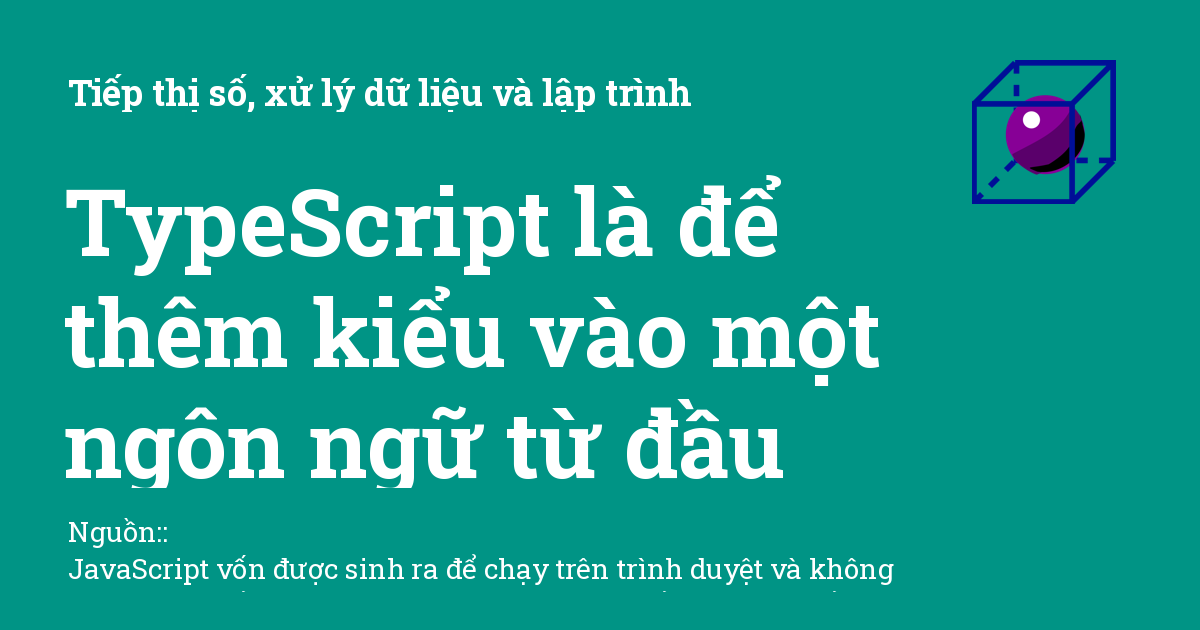 Tiếp thị số, xử lý dữ liệu và lập trình
TypeScript là để
thêm kiểu vào một
ngôn ngữ từ đầu
Nguồn::
JavaScript vốn được sinh ra để chạy trên trình duyệt và không